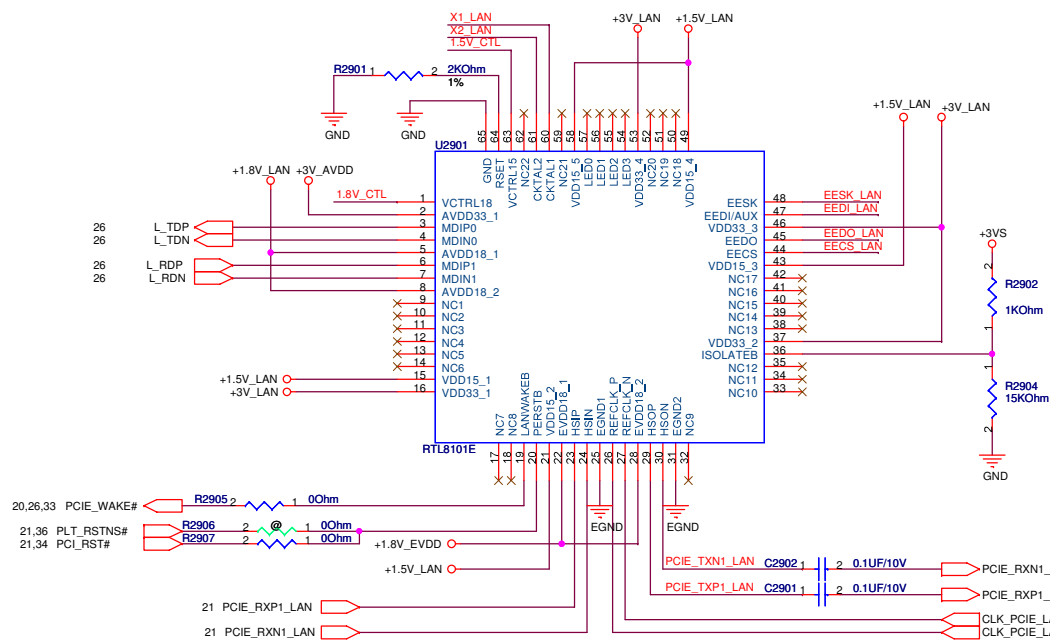 X1_LAN
X2_LAN
1.5V_CTL
+3V_LAN
+1.5V_LAN
R2901 1 2 2KOhm
1%
GND
GND
65 64 63 62 61 60 59 58 57 56 55 54 53 52 51 50 49
U2901
GND RSET VCTRL15 NC22 CKTAL2 CKTAL1 NC21 VDD15_5 LED0 LED1 LED2 LED3 VDD33_4 NC20 NC19 NC18 VDD15_4
+1.5V_LAN
+3V_LAN
+1.8V_LAN
+3V_AVDD
1.8V_CTL 1 VCTRL18
2 AVDD33_1
26 L_TDP 3 MDIP0
26 L_TDN 4 MDIN0
5 AVDD18_1
26 L_RDP 6 MDIP1
26 L_RDN 7 MDIN1
8 AVDD18_2
9 NC1
10 NC2
11 NC3
12 NC4
13 NC5
14 NC6
+1.5V_LAN 15 VDD15_1
+3V_LAN 16 VDD33_1
EESK 48 EESK_LAN
EEDI/AUX 47 EEDI_LAN
VDD33_3 46
EEDO 45 EEDO_LAN
EECS 44 EECS_LAN
VDD15_3 43
NC17 42
NC16 41
NC15 40
NC14 39
NC13 38
VDD33_2 37
ISOLATEB 36
NC12 35
NC11 34
NC10 33
+3VS
2
R2902
1KOhm
1
1
R2904
15KOhm
2
GND
NC7 NC8 LANWAKEB PERSTB VDD15_2 EVDD18_1 HSIP HSIN EGND1 REFCLK_P REFCLK_N EVDD18_2 HSOP HSON EGND2 NC9
RTL8101E
17 18 19 20 21 22 23 24 25 26 27 28 29 30 31 32
20,26,33 PCIE_WAKE# R2905 2 1 0Ohm
21,36 PLT_RSTNS# R2906 2 @ 1 0Ohm
21,34 PCI_RST# R2907 2 1 0Ohm
EGND
EGND
+1.8V_EVDD
+1.5V_LAN
PCIE_TXN1_LAN C2902 1 2 0.1UF/10V PCIE_RXN1_
PCIE_TXP1_LAN C2901 1 2 0.1UF/10V PCIE_RXP1_
21 PCIE_RXP1_LAN
CLK_PCIE_LA
21 PCIE_RXN1_LAN
CLK_PCIE_LA